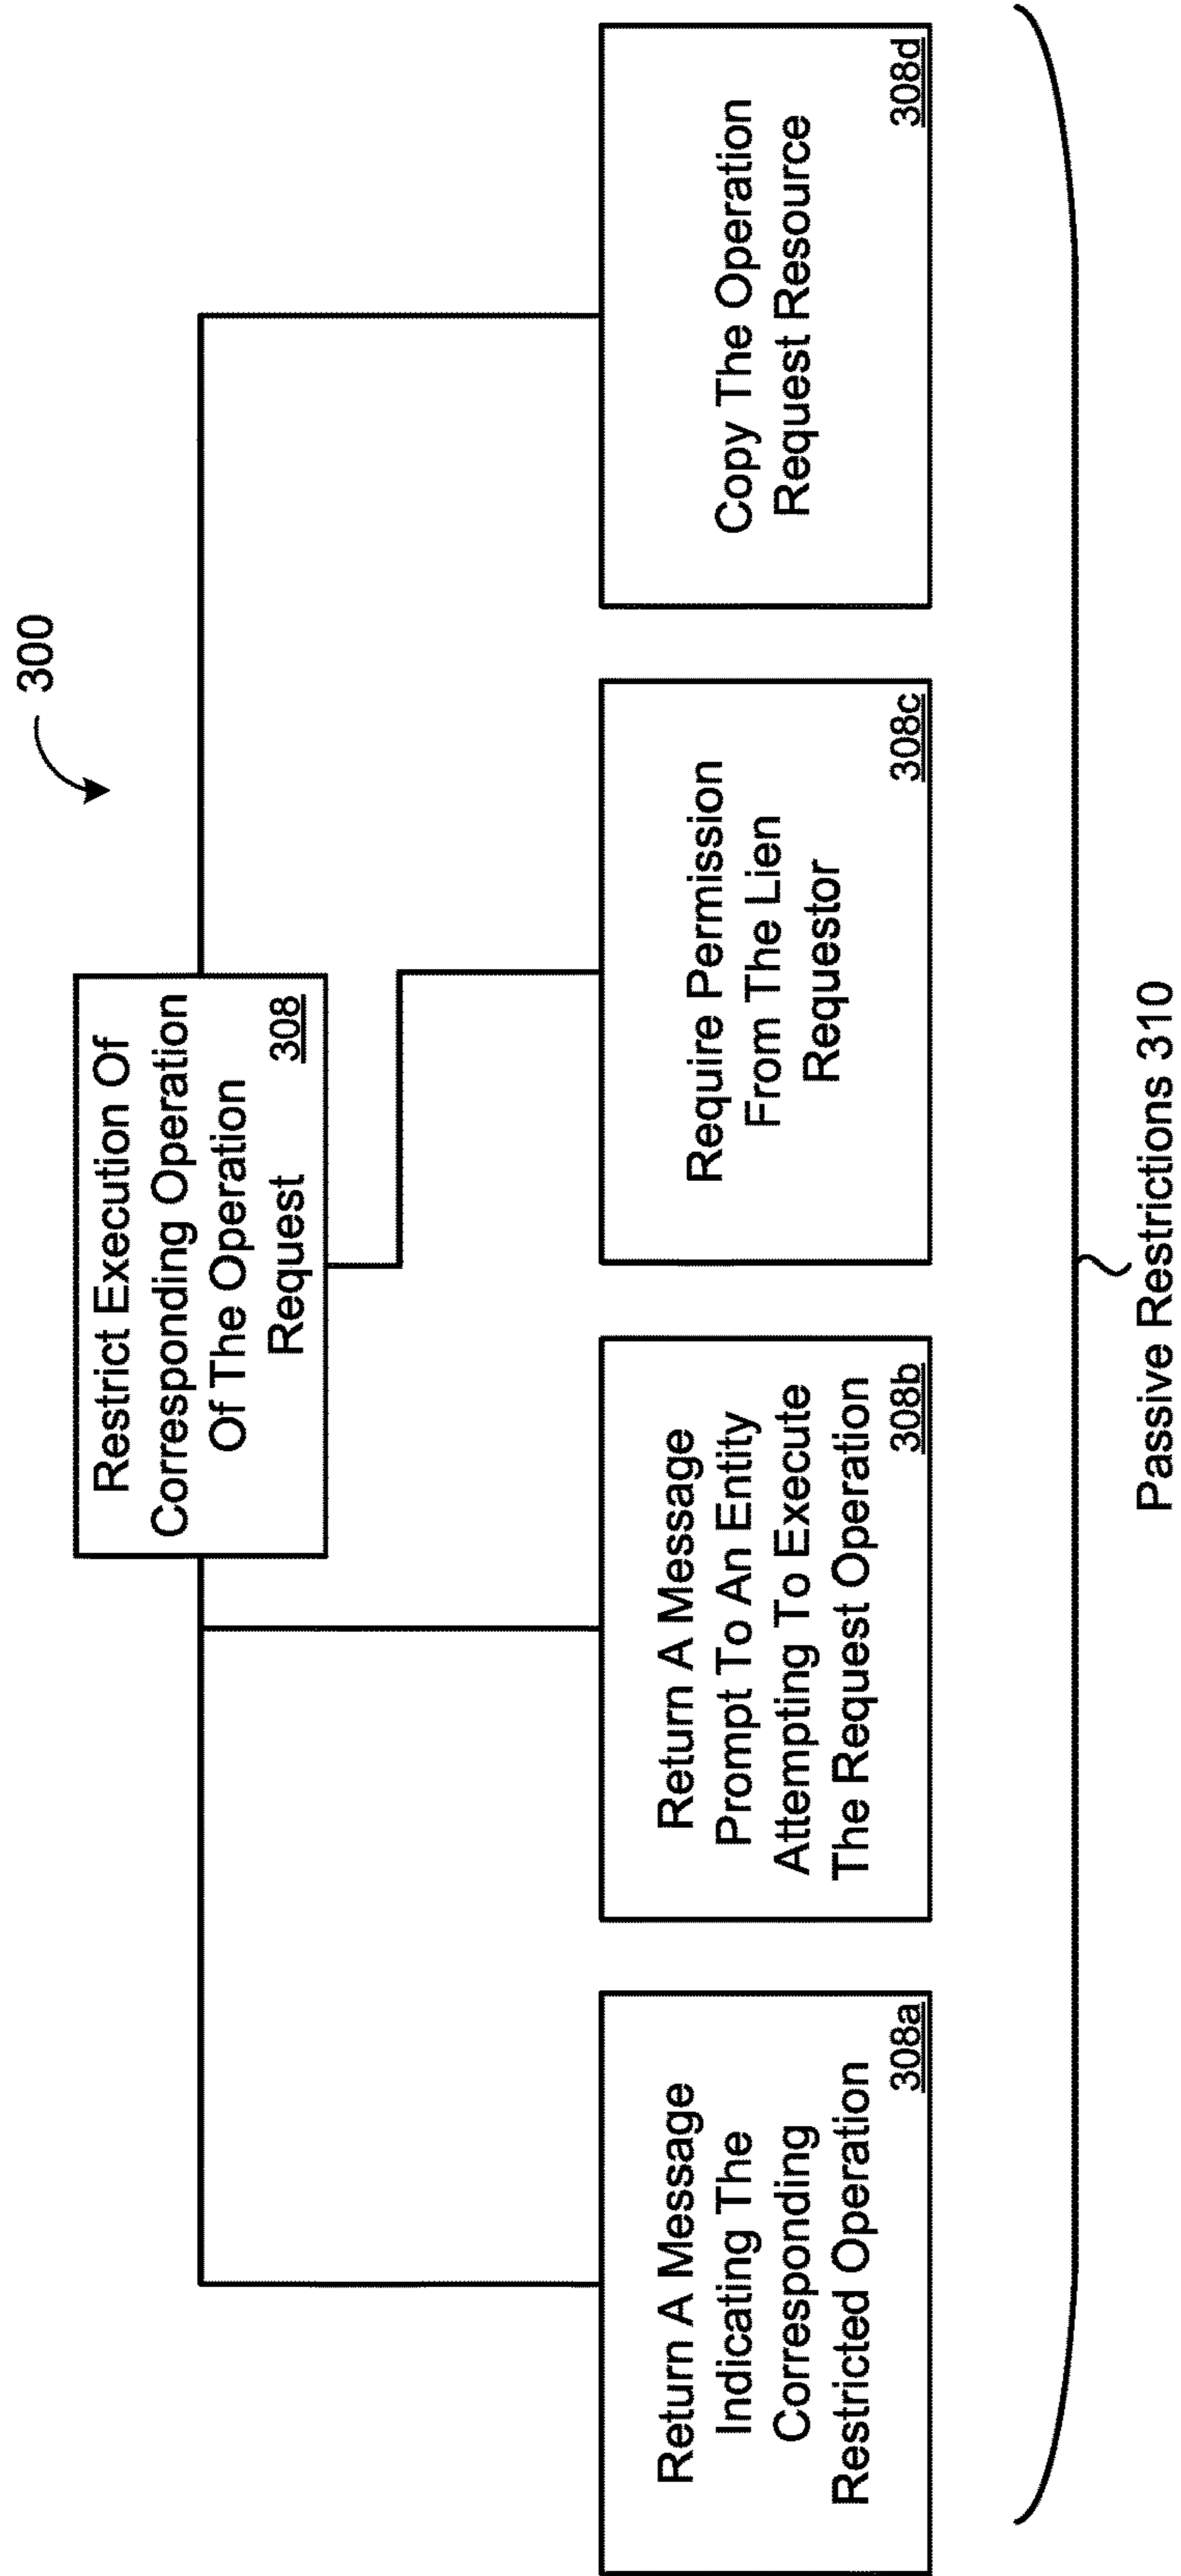 300
Restrict Execution Of
Corresponding Operation
Of The Operation
Request
308
Return A Message
Indicating The
Corresponding
Restricted Operation
308a
Return A Message
Prompt To An Entity
Attempting To Execute
The Request Operation
308b
Require Permission
From The Lien
Requestor
308c
Copy The Operation
Request Resource
308d
Passive Restrictions 310